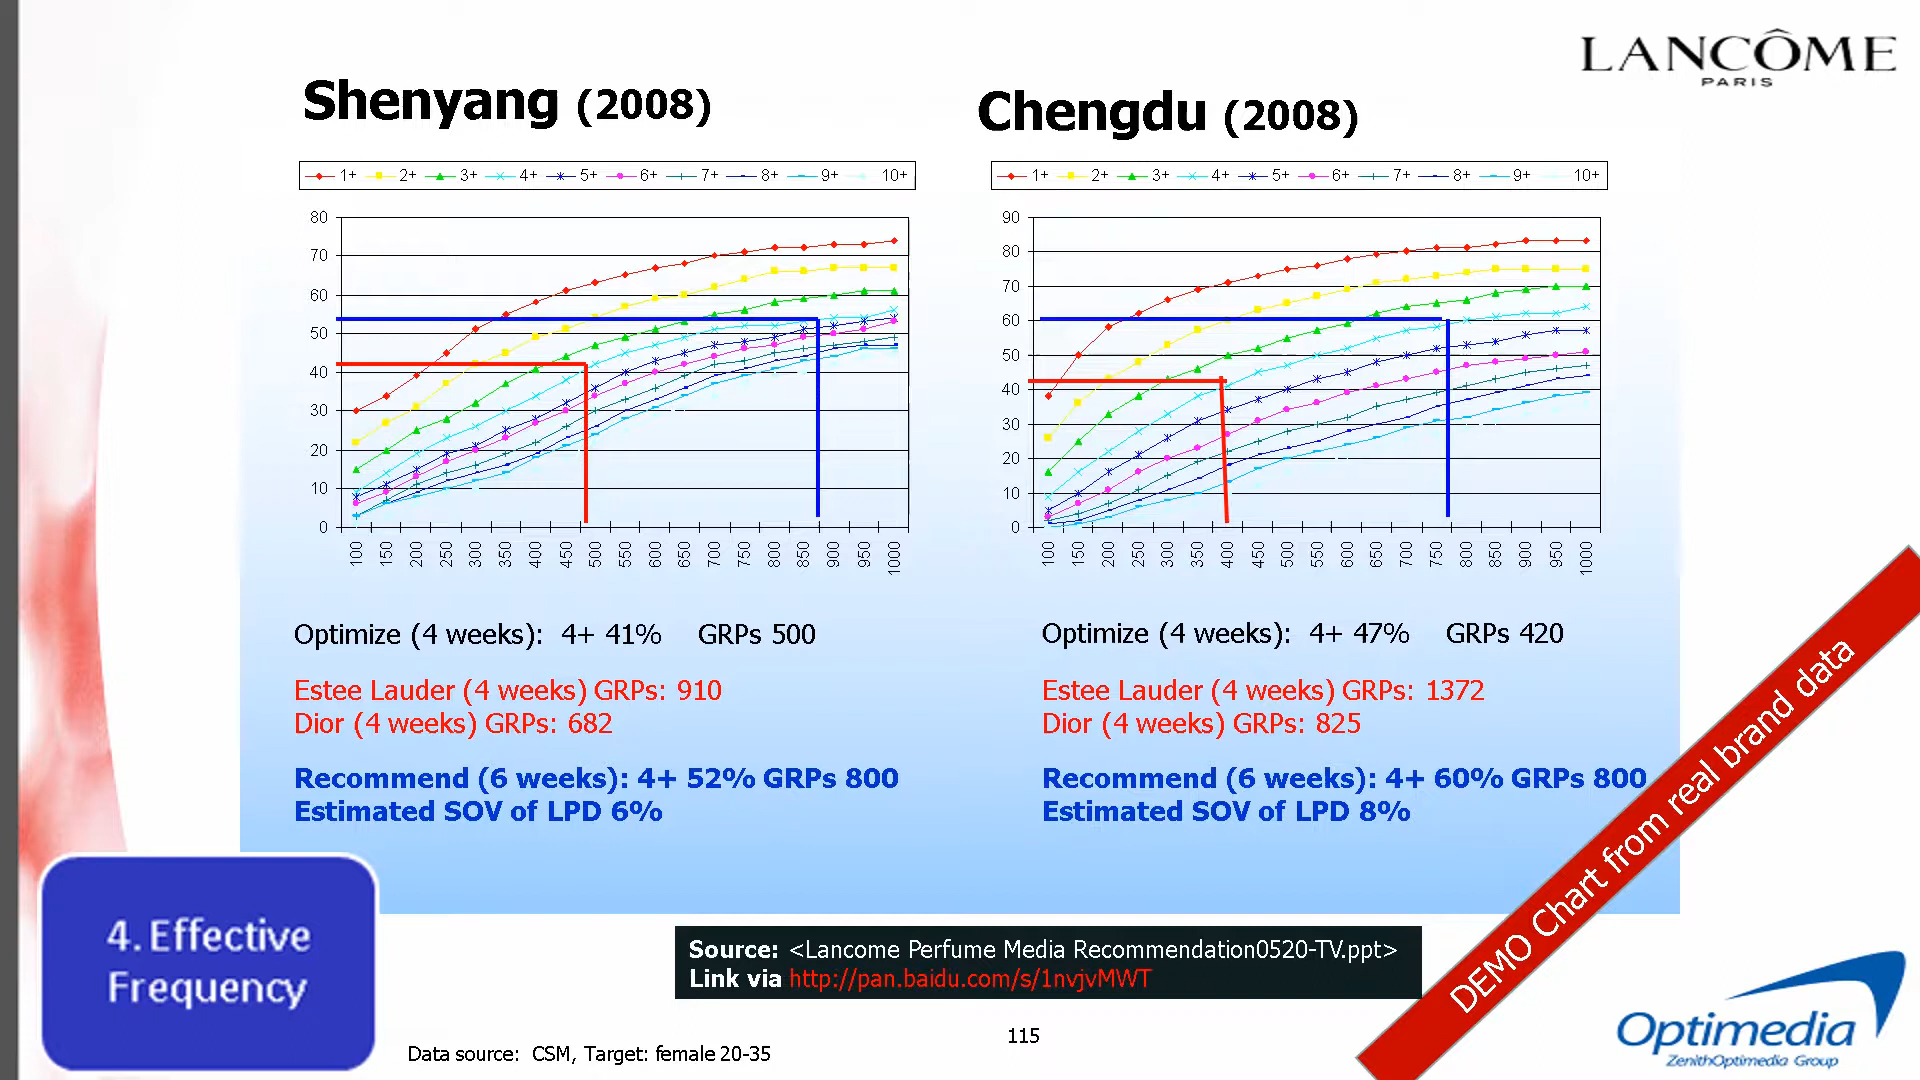 LANCÔME
PARIS
Shenyang (2008)
Chengdu (2008)
1+ 2+ 3+ 4+ 5+ 6+ 7+ 8+ 9+ 10+
80
70
60
50
40
30
20
10
0
100 150 200 250 300 350 400 450 500 550 600 650 700 750 800 850 900 950 1000
1+ 2+ 3+ 4+ 5+ 6+ 7+ 8+ 9+ 10+
90
80
70
60
50
40
30
20
10
0
100 150 200 250 300 350 400 450 500 550 600 650 700 750 800 850 900 950 1000
Optimize (4 weeks): 4+ 41% GRPs 500
Estee Lauder (4 weeks) GRPs: 910
Dior (4 weeks) GRPs: 682
Recommend (6 weeks): 4+ 52% GRPs 800
Estimated SOV of LPD 6%
Optimize (4 weeks): 4+ 47% GRPs 420
Estee Lauder (4 weeks) GRPs: 1372
Dior (4 weeks) GRPs: 825
Recommend (6 weeks): 4+ 60% GRPs 800
Estimated SOV of LPD 8%
DEMO Chart from real brand data
4. Effective
Frequency
Source: <Lancome Perfume Media Recommendation0520-TV.ppt>
Link via http://pan.baidu.com/s/1nvjvMWT
115
Data source: CSM, Target: female 20-35
Optimedia
ZenithOptimedia Group